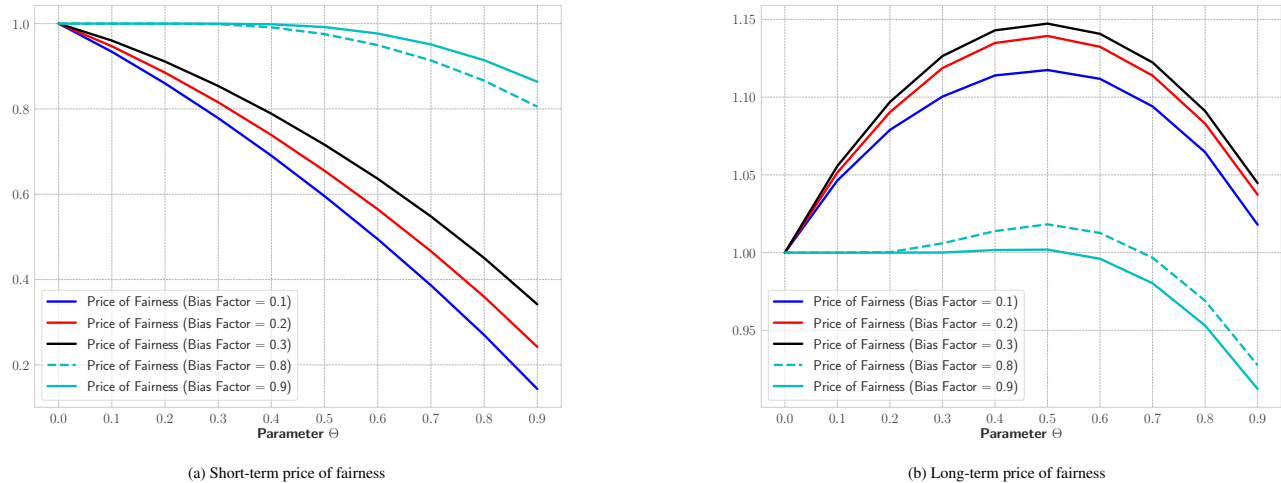 1.0
0.8
0.6
0.4
0.2
Price of Fairness (Bias Factor = 0.1)
Price of Fairness (Bias Factor = 0.2)
Price of Fairness (Bias Factor = 0.3)
Price of Fairness (Bias Factor = 0.8)
Price of Fairness (Bias Factor = 0.9)
0.0 0.1 0.2 0.3 0.4 0.5 0.6 0.7 0.8 0.9
Parameter Θ
(a) Short-term price of fairness
1.15
1.10
1.05
1.00
0.95
Price of Fairness (Bias Factor = 0.1)
Price of Fairness (Bias Factor = 0.2)
Price of Fairness (Bias Factor = 0.3)
Price of Fairness (Bias Factor = 0.8)
Price of Fairness (Bias Factor = 0.9)
0.0 0.1 0.2 0.3 0.4 0.5 0.6 0.7 0.8 0.9
Parameter Θ
(b) Long-term price of fairness